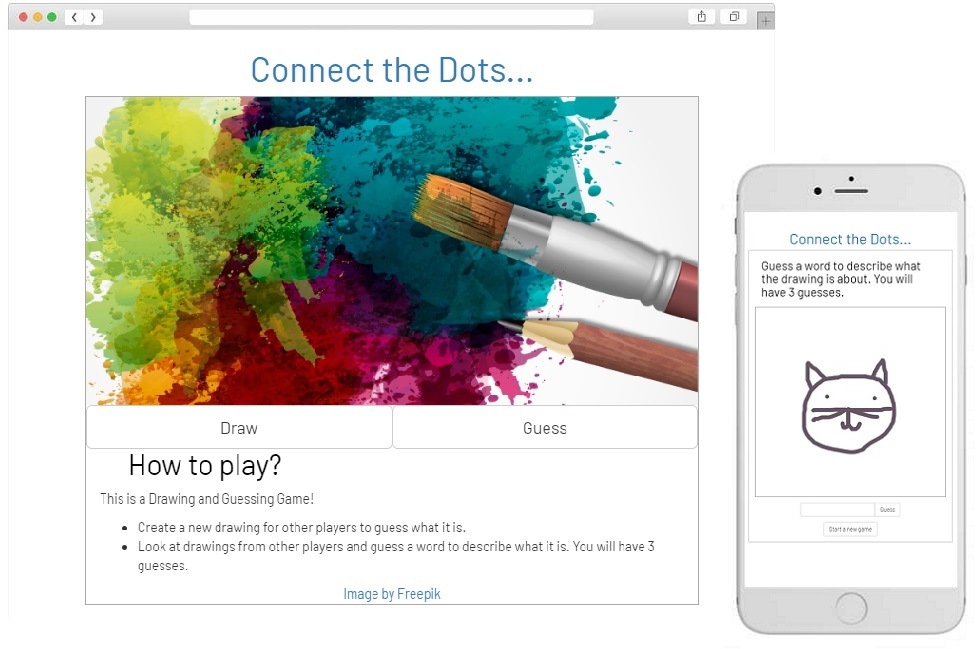 Connect the Dots...
Draw
Guess
How to play?
This is a Drawing and Guessing Game!
Create a new drawing for other players to guess what it is.
Look at drawings from other players and guess a word to describe what it is. You will have 3
guesses.
Image by Freepik
Connect the Dots...
Guess a word to describe what
the drawing is about. You will
have 3 guesses.
Guess
Start a new game